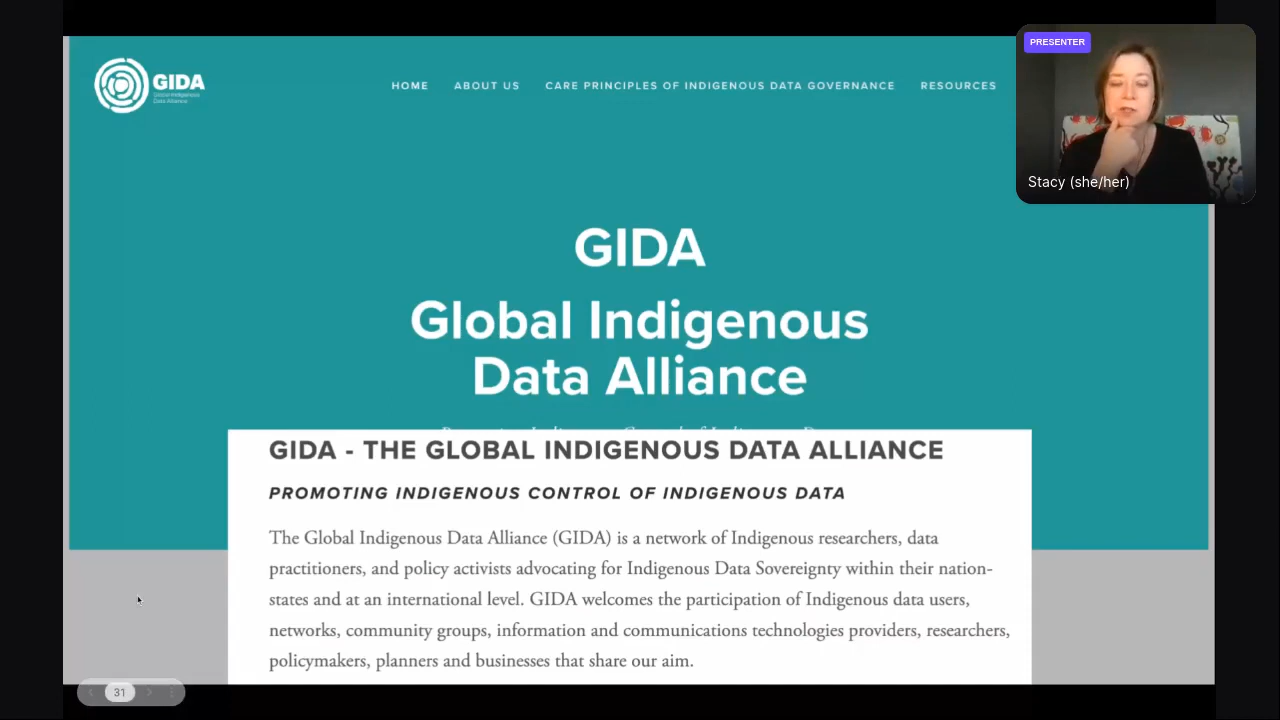 GIDA
Global Indigenous
Data Alliance
HOME ABOUT US CARE PRINCIPLES OF INDIGENOUS DATA GOVERNANCE RESOURCES
PRESENTER
Stacy (she/her)
GIDA
Global Indigenous
Data Alliance
GIDA - THE GLOBAL INDIGENOUS DATA ALLIANCE
PROMOTING INDIGENOUS CONTROL OF INDIGENOUS DATA
The Global Indigenous Data Alliance (GIDA) is a network of Indigenous researchers, data
practitioners, and policy activists advocating for Indigenous Data Sovereignty within their nation-
states and at an international level. GIDA welcomes the participation of Indigenous data users,
networks, community groups, information and communications technologies providers, researchers,
policymakers, planners and businesses that share our aim.
31